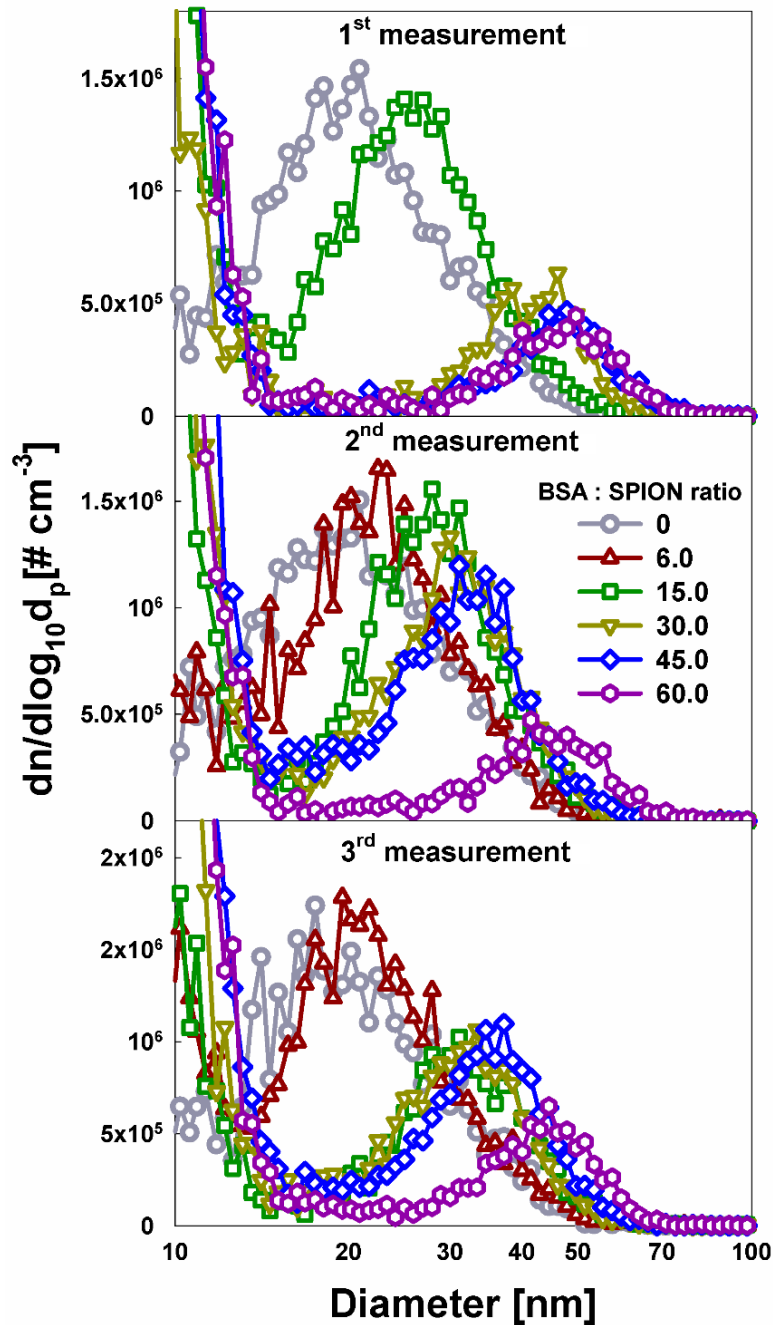 1st measurement
1.5x10⁶
10⁶
5.0x10⁵
0
2nd measurement
BSA : SPION ratio
0
6.0
15.0
30.0
45.0
60.0
1.5x10⁶
10⁶
5.0x10⁵
0
dn/dlog₁₀dₚ[# cm⁻³]
3rd measurement
2x10⁶
2x10⁶
10⁶
5x10⁵
0
10 20 30 40 50 70 100
Diameter [nm]